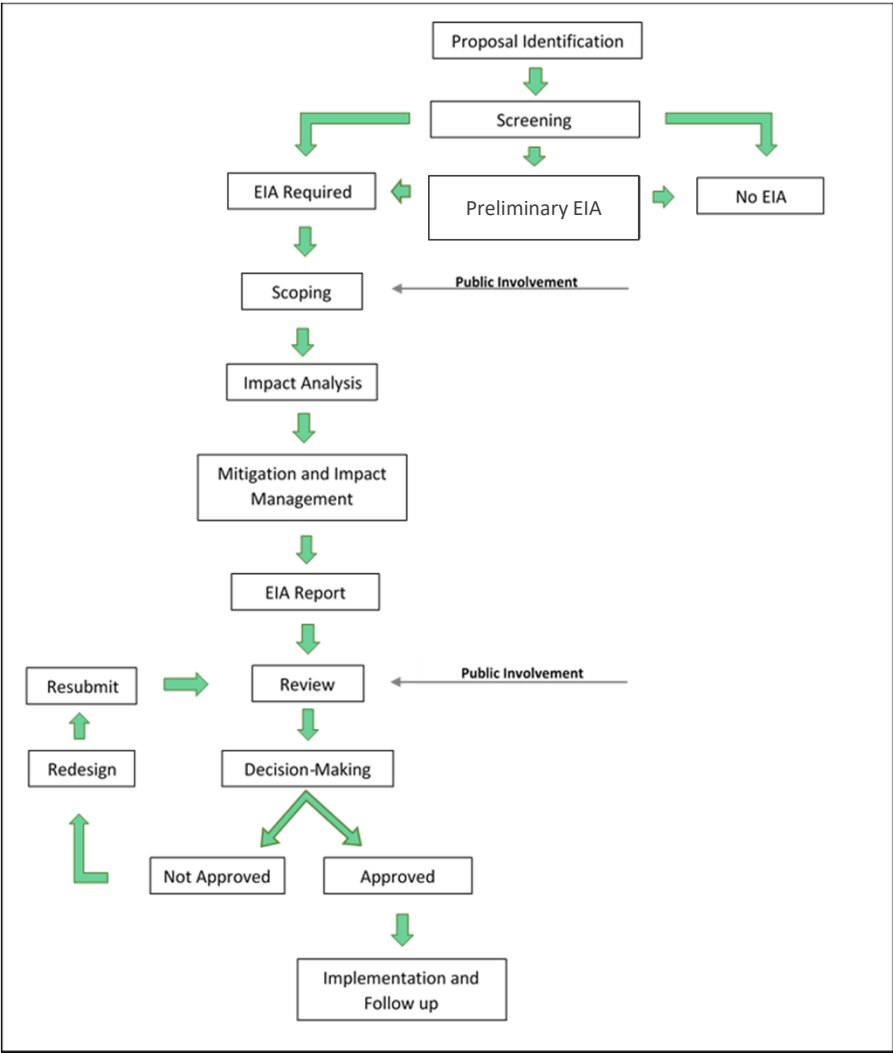 Proposal Identification
Screening
EIA Required
Preliminary EIA
No EIA
Public Involvement
Scoping
Impact Analysis
Mitigation and Impact
Management
EIA Report
Public Involvement
Resubmit
Review
Redesign
Decision-Making
Not Approved
Approved
Implementation and
Follow up